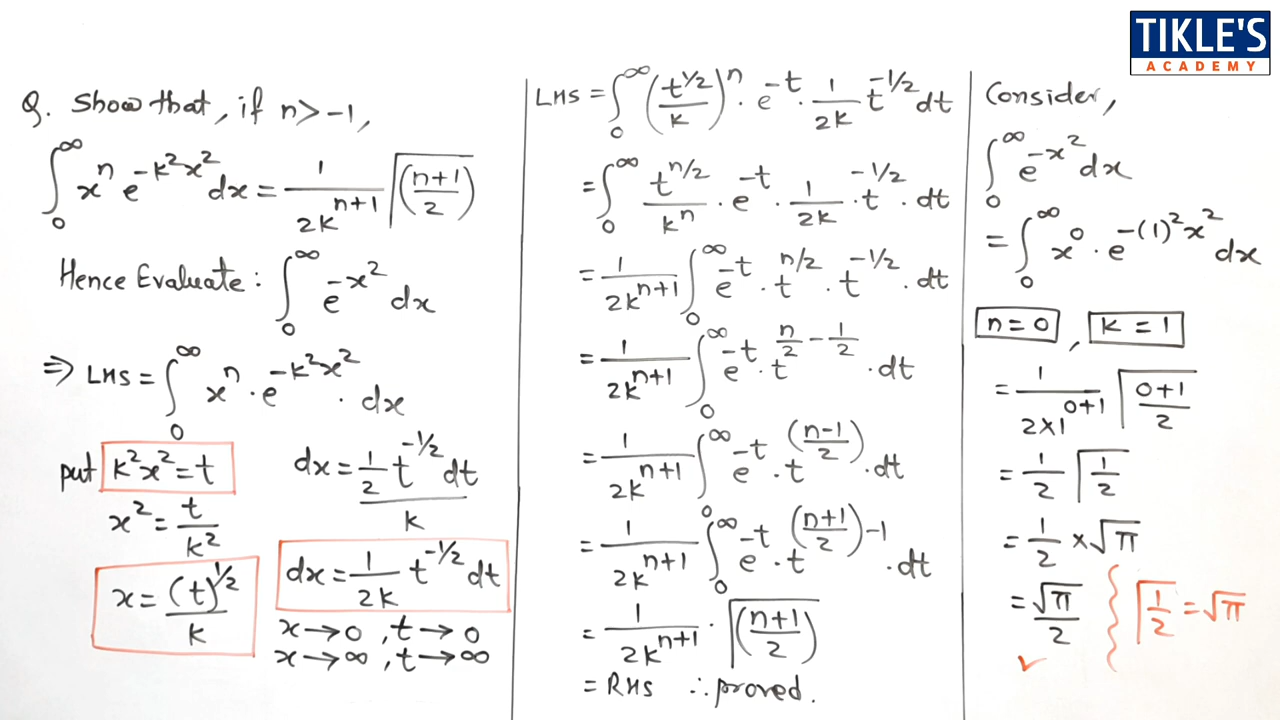 TIKLE'S
ACADEMY
Q. Show that, if n > -1,
∫₀^∞ xⁿ e^(-k²x²) dx = 1/(2k^(n+1)) Γ((n+1)/2)
Hence Evaluate : ∫₀^∞ e^(-x²) dx
⇒ LHS = ∫₀^∞ xⁿ · e^(-k²x²) · dx
put k²x² = t
x² = t/k²
x = (t)^(1/2)/k
dx = (1/2 t^(-1/2) dt)/k
dx = 1/(2k) t^(-1/2) dt
x → 0 , t → 0
x → ∞ , t → ∞
LHS = ∫₀^∞ (t^(1/2)/k)ⁿ · e^(-t) · 1/(2k) t^(-1/2) dt
= ∫₀^∞ t^(n/2)/kⁿ · e^(-t) · 1/(2k) · t^(-1/2) · dt
= 1/(2k^(n+1)) ∫₀^∞ e^(-t) · t^(n/2) · t^(-1/2) · dt
= 1/(2k^(n+1)) ∫₀^∞ e^(-t) · t^(n/2 - 1/2) · dt
= 1/(2k^(n+1)) ∫₀^∞ e^(-t) · t^((n-1)/2) · dt
= 1/(2k^(n+1)) ∫₀^∞ e^(-t) · t^((n+1)/2 - 1) · dt
= 1/(2k^(n+1)) · Γ((n+1)/2)
= RHS ∴ proved.
Consider,
∫₀^∞ e^(-x²) dx
= ∫₀^∞ x⁰ · e^(-(1)²x²) dx
n = 0 , k = 1
= 1/(2×1^(0+1)) Γ((0+1)/2)
= 1/2 Γ(1/2)
= 1/2 × √π
= √π/2
Γ(1/2) = √π